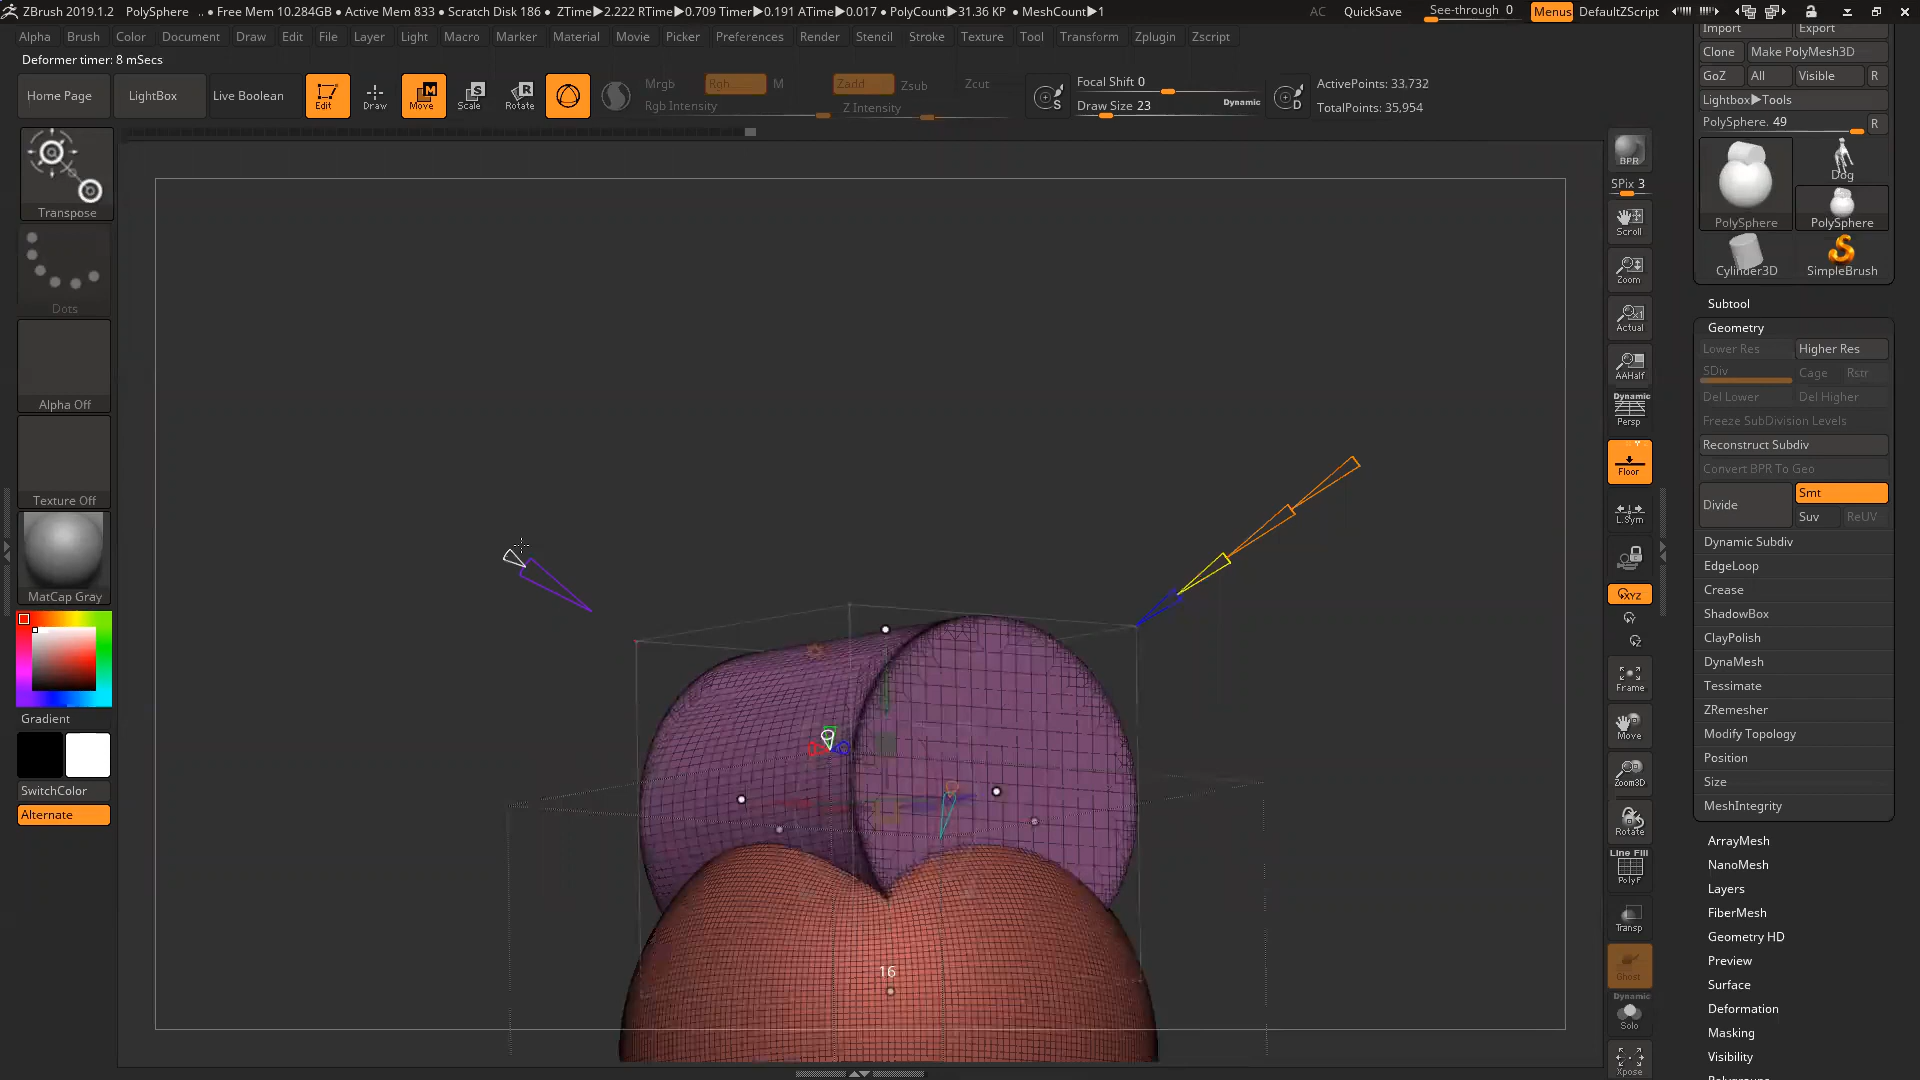 ZBrush 2019.1.2 PolySphere .. • Free Mem 10.284GB • Active Mem 833 • Scratch Disk 186 • ZTime▶2.222 RTime▶0.709 Timer▶0.191 ATime▶0.017 • PolyCount▶31.36 KP • MeshCount▶1 AC QuickSave See-through 0 Menus DefaultZScript
Alpha Brush Color Document Draw Edit File Layer Light Macro Marker Material Movie Picker Preferences Render Stencil Stroke Texture Tool Transform Zplugin Zscript
Deformer timer: 8 mSecs
Home Page LightBox Live Boolean Edit Draw Move Scale Rotate
Mrgb Rgb M Zadd Zsub Zcut
Rgb Intensity Z Intensity
Focal Shift 0
Draw Size 23 Dynamic
S D
ActivePoints: 33,732
TotalPoints: 35,954
Transpose
Dots
Alpha Off
Texture Off
MatCap Gray
Gradient
SwitchColor
Alternate
16
BPR
SPix 3
Scroll
Zoom
Actual
AAHalf
Dynamic
Persp
Floor
L.Sym
XYZ
Frame
Move
Zoom3D
Rotate
Line Fill
PolyF
Transp
Ghost
Dynamic
Solo
Xpose
Import Export
Clone Make PolyMesh3D
GoZ All Visible R
Lightbox▶Tools
PolySphere. 49 R
PolySphere
Dog
PolySphere
Cylinder3D SimpleBrush
Subtool
Geometry
Lower Res Higher Res
SDiv Cage Rstr
Del Lower Del Higher
Freeze SubDivision Levels
Reconstruct Subdiv
Convert BPR To Geo
Divide Smt
Suv ReUV
Dynamic Subdiv
EdgeLoop
Crease
ShadowBox
ClayPolish
DynaMesh
Tessimate
ZRemesher
Modify Topology
Position
Size
MeshIntegrity
ArrayMesh
NanoMesh
Layers
FiberMesh
Geometry HD
Preview
Surface
Deformation
Masking
Visibility